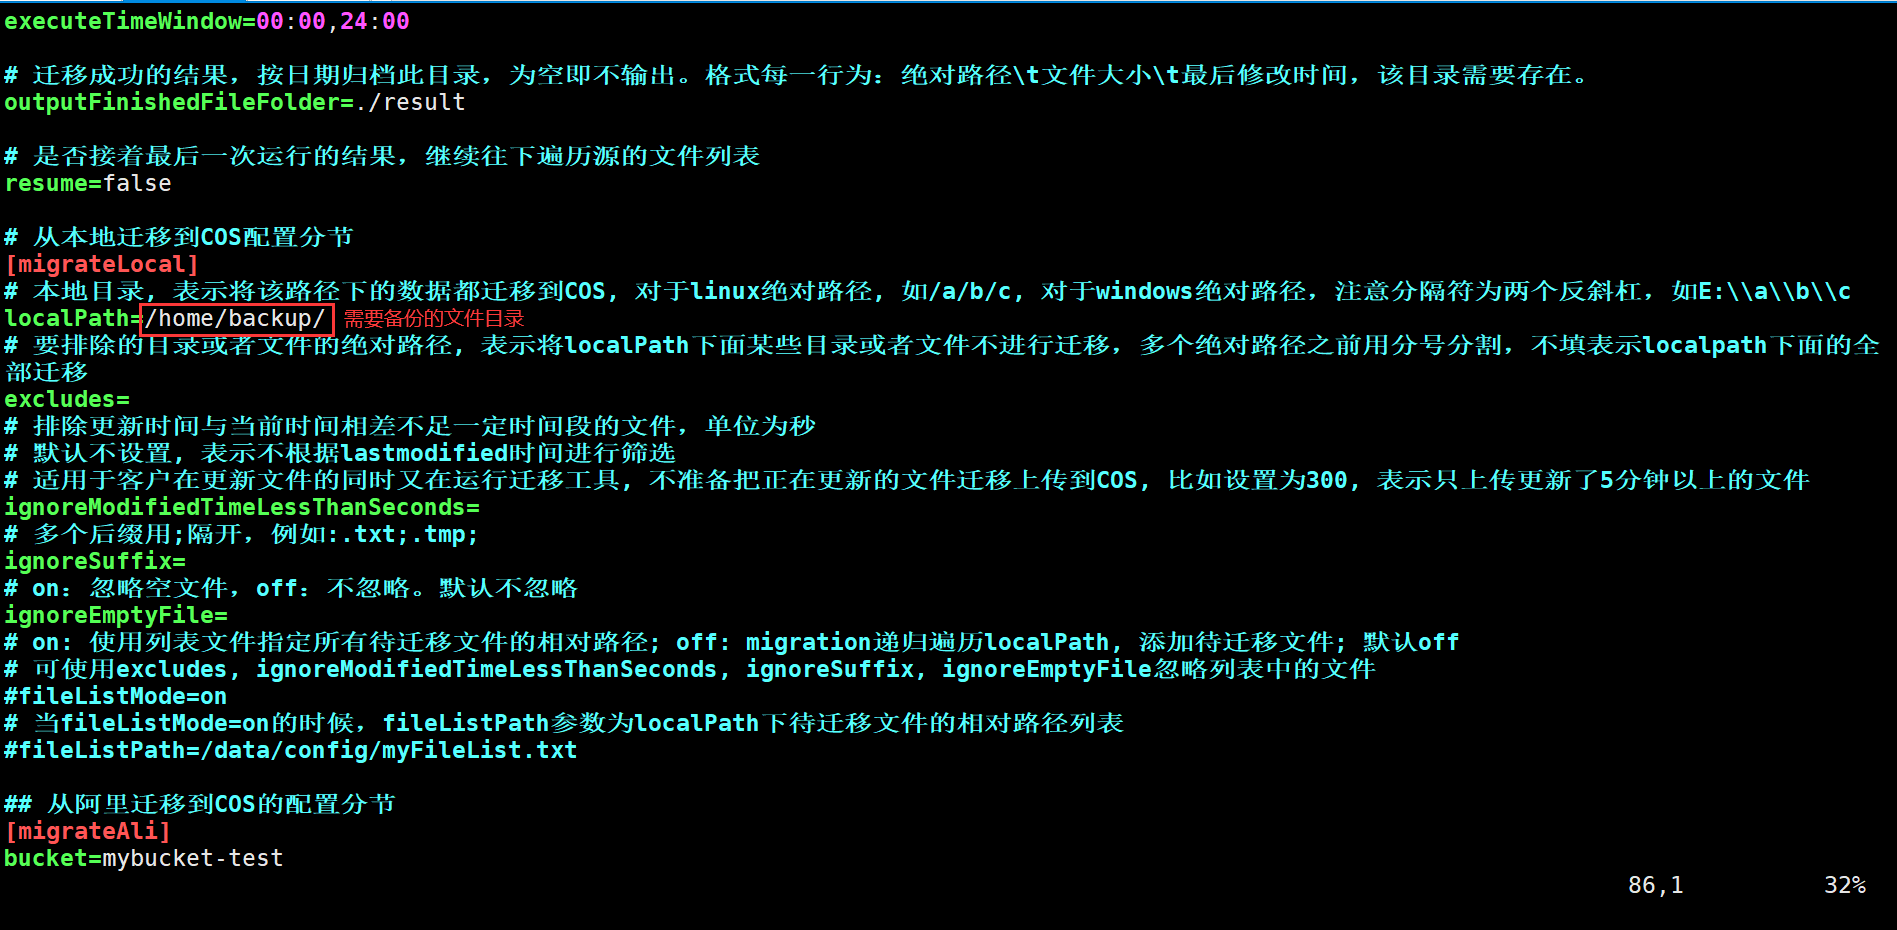 executeTimeWindow=00:00,24:00
# 迁移成功的结果，按日期归档此目录，为空即不输出。格式每一行为：绝对路径\t文件大小\t最后修改时间，该目录需要存在。
outputFinishedFileFolder=./result
# 是否接着最后一次运行的结果，继续往下遍历源的文件列表
resume=false
# 从本地迁移到COS配置分节
[migrateLocal]
# 本地目录, 表示将该路径下的数据都迁移到COS, 对于linux绝对路径, 如/a/b/c, 对于windows绝对路径，注意分隔符为两个反斜杠，如E:\\a\\b\\c
localPath=/home/backup/ 需要备份的文件目录
# 要排除的目录或者文件的绝对路径, 表示将localPath下面某些目录或者文件不进行迁移，多个绝对路径之前用分号分割，不填表示localpath下面的全
部迁移
excludes=
# 排除更新时间与当前时间相差不足一定时间段的文件，单位为秒
# 默认不设置, 表示不根据lastmodified时间进行筛选
# 适用于客户在更新文件的同时又在运行迁移工具, 不准备把正在更新的文件迁移上传到COS, 比如设置为300, 表示只上传更新了5分钟以上的文件
ignoreModifiedTimeLessThanSeconds=
# 多个后缀用;隔开，例如:.txt;.tmp;
ignoreSuffix=
# on：忽略空文件，off：不忽略。默认不忽略
ignoreEmptyFile=
# on: 使用列表文件指定所有待迁移文件的相对路径; off: migration递归遍历localPath, 添加待迁移文件; 默认off
# 可使用excludes, ignoreModifiedTimeLessThanSeconds, ignoreSuffix, ignoreEmptyFile忽略列表中的文件
#fileListMode=on
# 当fileListMode=on的时候，fileListPath参数为localPath下待迁移文件的相对路径列表
#fileListPath=/data/config/myFileList.txt
## 从阿里迁移到COS的配置分节
[migrateAli]
bucket=mybucket-test
86,1 32%